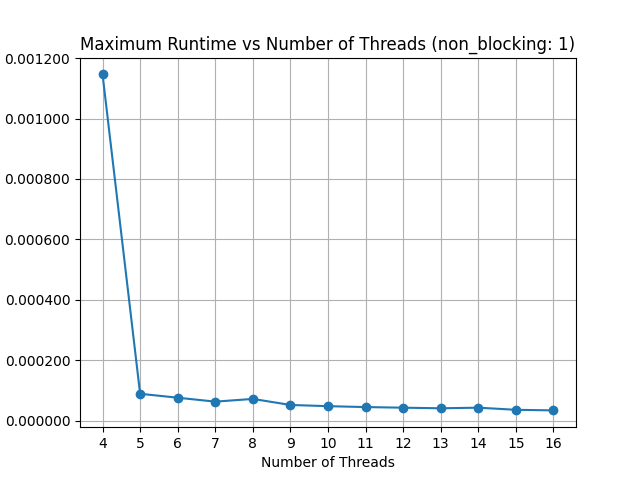 Maximum Runtime vs Number of Threads (non_blocking: 1)
0.001200
0.001000
0.000800
0.000600
0.000400
0.000200
0.000000
4 5 6 7 8 9 10 11 12 13 14 15 16
Number of Threads